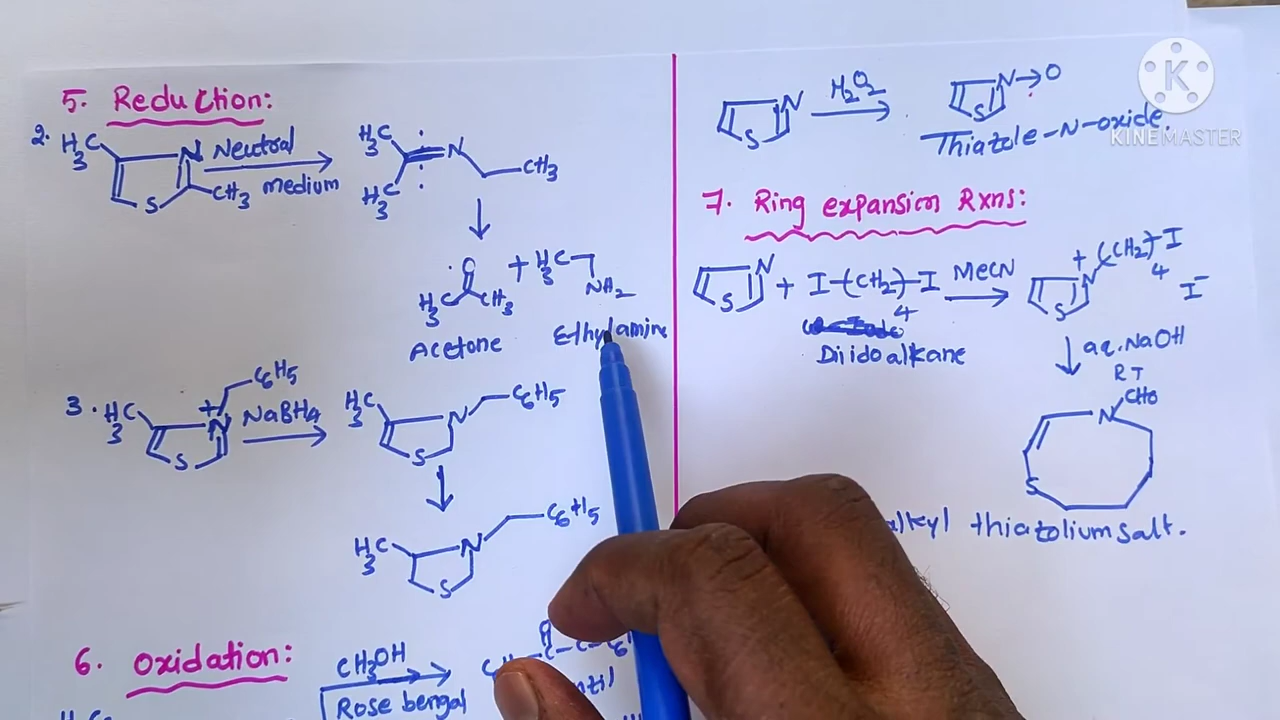 5. Reduction:
2. H3C N CH3 S Neutral medium
H3C H3C N CH3
O H3C CH3 + H3C NH2
Acetone Ethylamine
3. H3C N+ C6H5 S NaBH4
H3C N C6H5 S
H3C N C6H5 S
6. Oxidation:
CH3OH
Rose bengal
N S H2O2 N→O S
Thiazole-N-oxide.
7. Ring expansion Rxns:
N S + I-(CH2)4-I MeCN N+ (CH2)4-I S I
Diiodoalkane
aq.NaOH
RT
N CHO S
alkyl thiazolium salt.
K
KINEMASTER